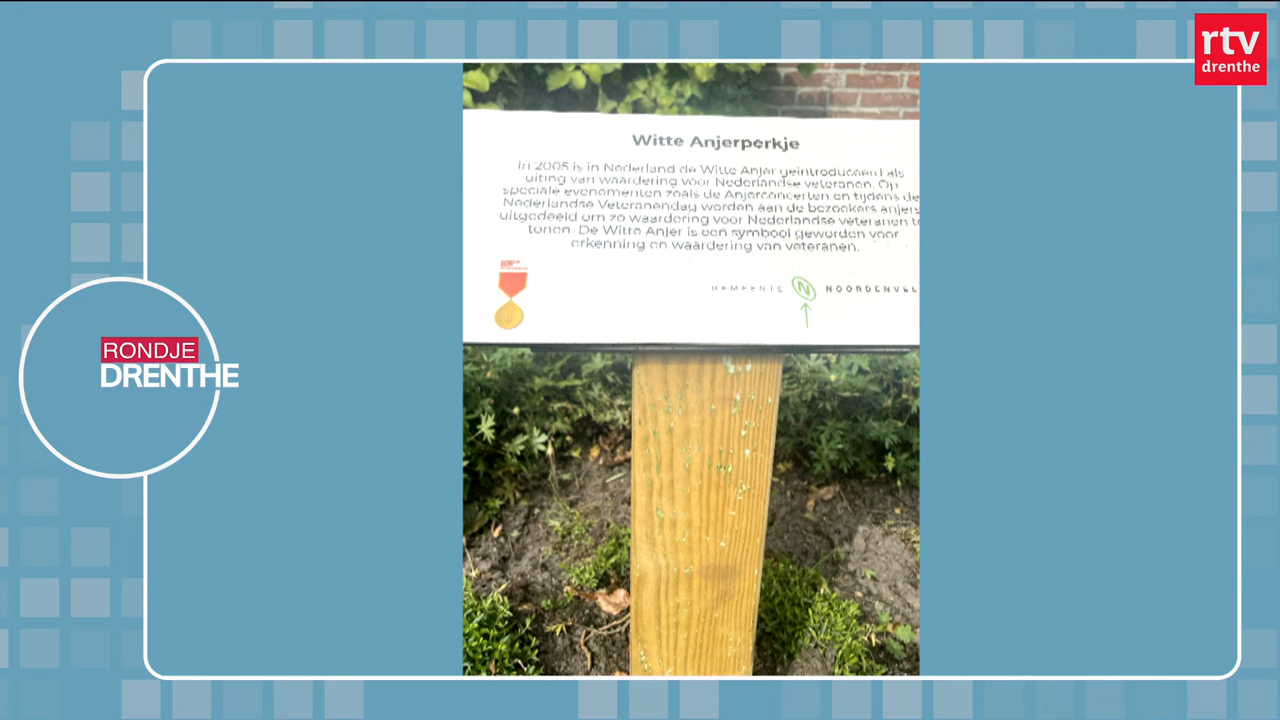 rtv
drenthe
Witte Anjerperkje
In 2005 is in Nederland de Witte Anjer geïntroduceerd als
uiting van waardering voor Nederlandse veteranen. Op
speciale evenementen zoals de Anjerconcerten en tijdens de
Nederlandse Veteranendag worden aan de bezoekers anjers
uitgedeeld om zo waardering voor Nederlandse veteranen te
tonen. De Witte Anjer is een symbool geworden voor
erkenning en waardering van veteranen.
GEMEENTE N NOORDENVEL
RONDJE
DRENTHE